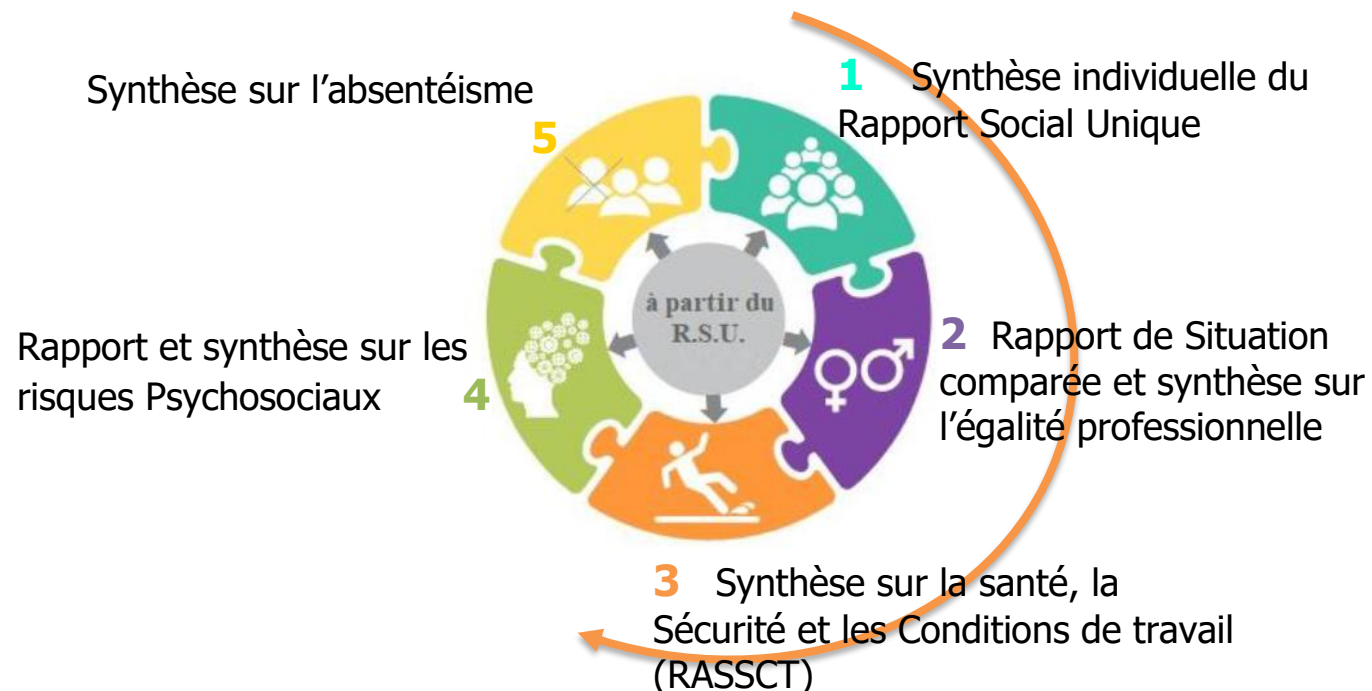 1 Synthèse individuelle du
Rapport Social Unique
2 Rapport de Situation
comparée et synthèse sur
l’égalité professionnelle
3 Synthèse sur la santé, la
Sécurité et les Conditions de travail
(RASSCT)
Rapport et synthèse sur les
risques Psychosociaux 4
Synthèse sur l’absentéisme
5
à partir du
R.S.U.